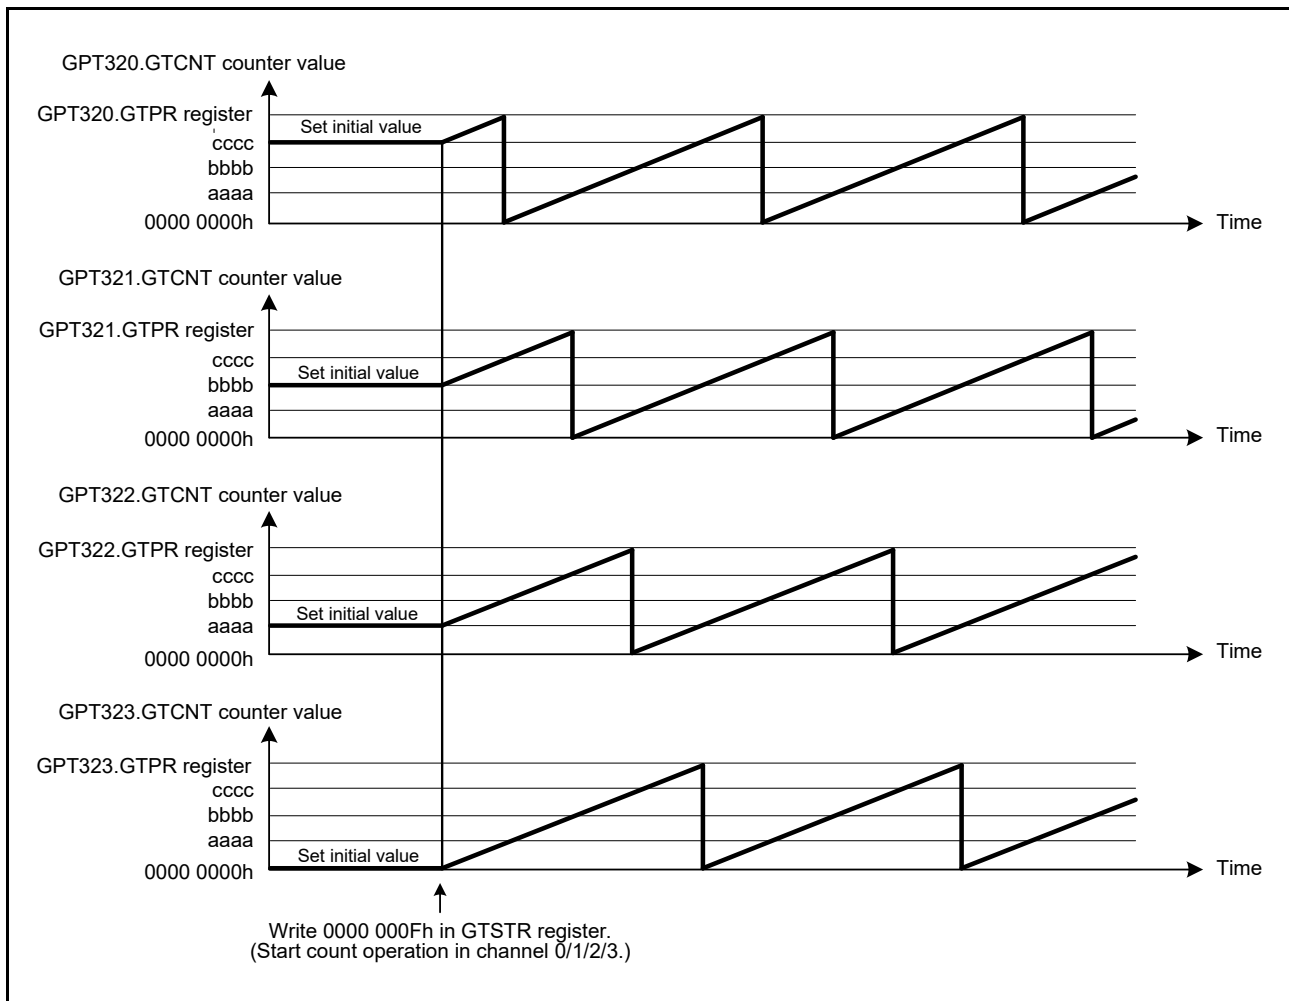 GPT320.GTCNT counter value
GPT320.GTPR register
Set initial value
cccc
bbbb
aaaa
0000 0000h
Time
GPT321.GTCNT counter value
GPT321.GTPR register
cccc
Set initial value
bbbb
aaaa
0000 0000h
Time
GPT322.GTCNT counter value
GPT322.GTPR register
cccc
bbbb
Set initial value
aaaa
0000 0000h
Time
GPT323.GTCNT counter value
GPT323.GTPR register
cccc
bbbb
aaaa
Set initial value
0000 0000h
Time
Write 0000 000Fh in GTSTR register.
(Start count operation in channel 0/1/2/3.)